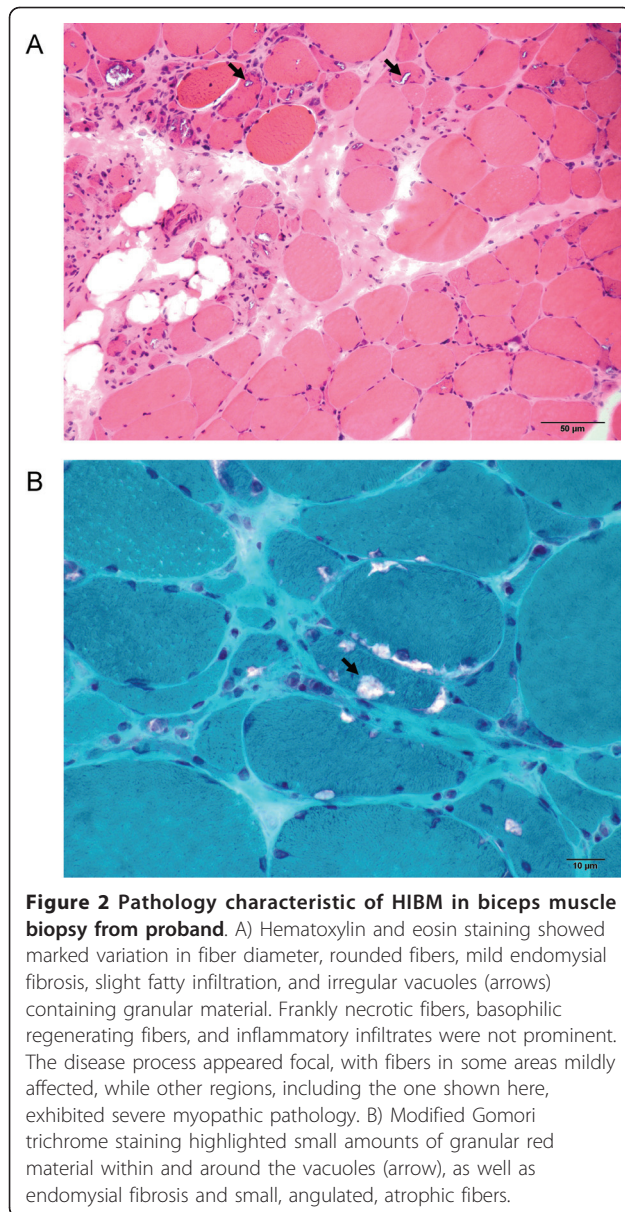 A
50 µm
B
10 µm
Figure 2 Pathology characteristic of HIBM in biceps muscle
biopsy from proband. A) Hematoxylin and eosin staining showed
marked variation in fiber diameter, rounded fibers, mild endomysial
fibrosis, slight fatty infiltration, and irregular vacuoles (arrows)
containing granular material. Frankly necrotic fibers, basophilic
regenerating fibers, and inflammatory infiltrates were not prominent.
The disease process appeared focal, with fibers in some areas mildly
affected, while other regions, including the one shown here,
exhibited severe myopathic pathology. B) Modified Gomori
trichrome staining highlighted small amounts of granular red
material within and around the vacuoles (arrow), as well as
endomysial fibrosis and small, angulated, atrophic fibers.